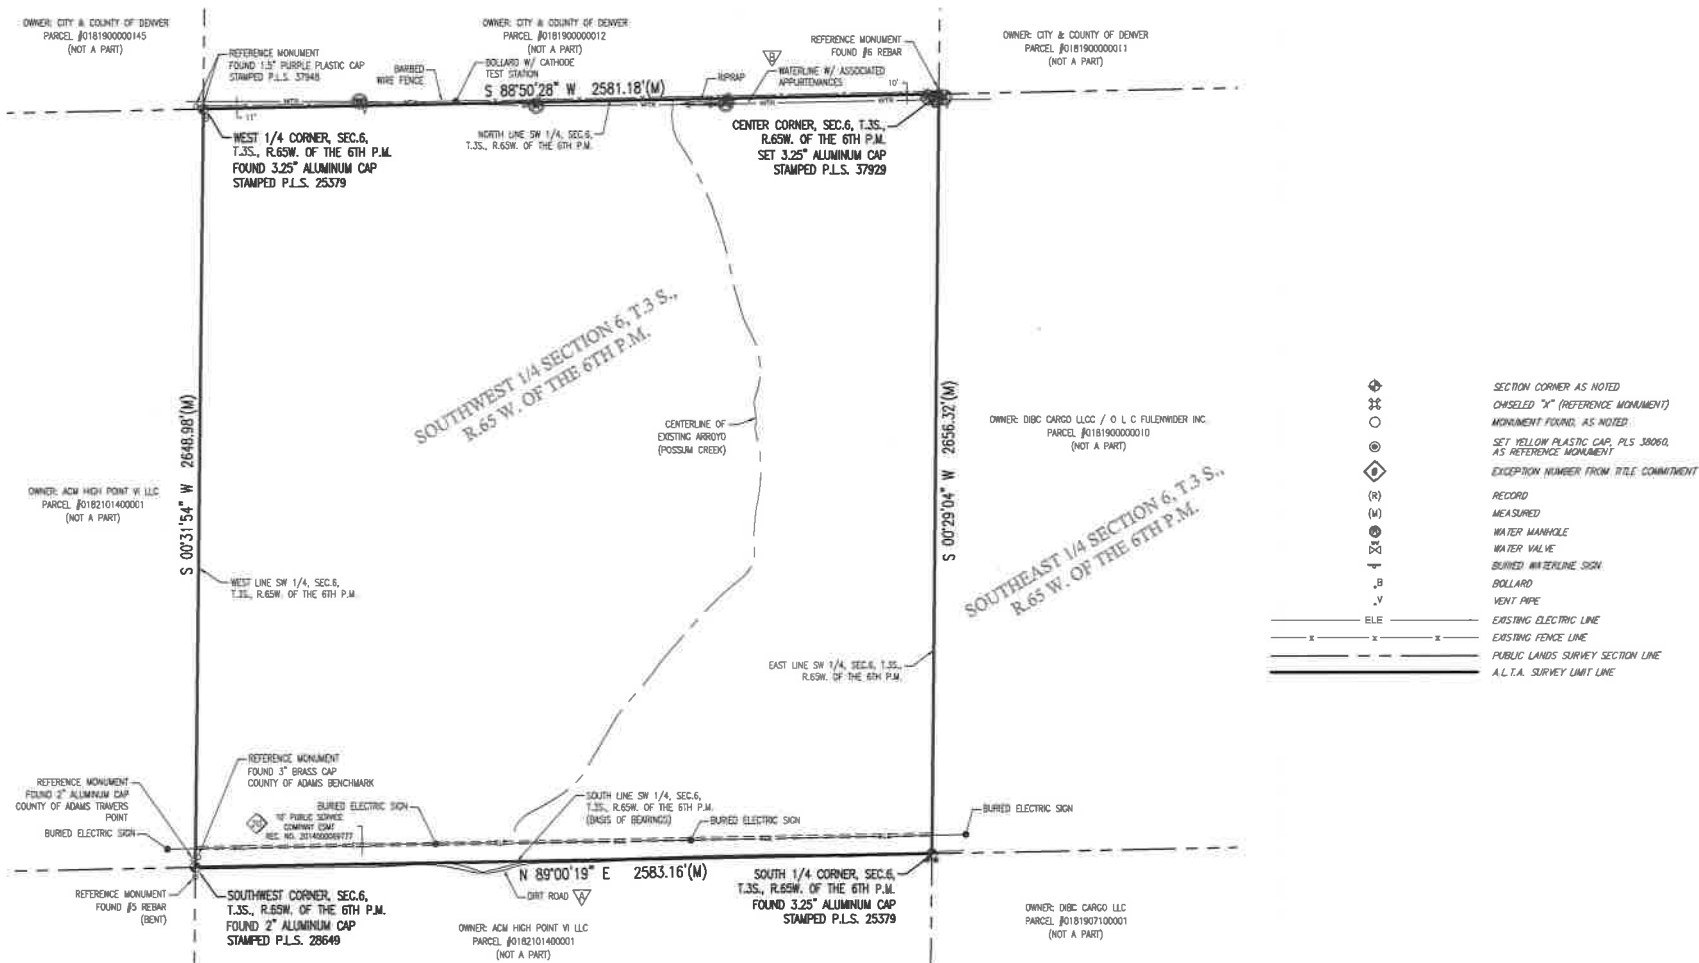 OWNER: CITY & COUNTY OF DENVER
PARCEL #0181900000145
(NOT A PART)
OWNER: CITY & COUNTY OF DENVER
PARCEL #0181900000012
(NOT A PART)
OWNER: CITY & COUNTY OF DENVER
PARCEL #0181900000011
(NOT A PART)
REFERENCE MONUMENT
FOUND 1.5" PURPLE PLASTIC CAP
STAMPED P.L.S. 37948
BARBED
WIRE FENCE
BOLLARD W/ CATHODE
TEST STATION
RIPRAP
B
WATERLINE W/ ASSOCIATED
APPURTENANCES
REFERENCE MONUMENT
FOUND #6 REBAR
10'
S 88°50'28" W 2581.18'(M)
WTR
WTR
WTR
WTR
11'
WEST 1/4 CORNER, SEC.6,
T.3S., R.65W. OF THE 6TH P.M.
FOUND 3.25" ALUMINUM CAP
STAMPED P.L.S. 25379
NORTH LINE SW 1/4, SEC.6,
T.3S., R.65W. OF THE 6TH P.M.
CENTER CORNER, SEC.6, T.3S.,
R.65W. OF THE 6TH P.M.
SET 3.25" ALUMINUM CAP
STAMPED P.L.S. 37929
SOUTHWEST 1/4 SECTION 6, T.3 S.,
R.65 W. OF THE 6TH P.M.
S 00°31'54" W 2648.98'(M)
CENTERLINE OF
EXISTING ARROYO
(POSSUM CREEK)
S 00°29'04" W 2656.32'(M)
OWNER: DIBC CARGO LLCC / O L C FULENWIDER INC
PARCEL #0181900000010
(NOT A PART)
OWNER: ACM HIGH POINT VI LLC
PARCEL #0182101400001
(NOT A PART)
SOUTHEAST 1/4 SECTION 6, T.3 S.,
R.65 W. OF THE 6TH P.M.
WEST LINE SW 1/4, SEC.6,
T.3S., R.65W. OF THE 6TH P.M.
EAST LINE SW 1/4, SEC.6, T.3S.,
R.65W. OF THE 6TH P.M.
SECTION CORNER AS NOTED
CHISELED "X" (REFERENCE MONUMENT)
MONUMENT FOUND, AS NOTED
SET YELLOW PLASTIC CAP, PLS 38060,
AS REFERENCE MONUMENT
EXCEPTION NUMBER FROM TITLE COMMITMENT
(R) RECORD
(M) MEASURED
WATER MANHOLE
WATER VALVE
BURIED WATERLINE SIGN
B BOLLARD
V VENT PIPE
ELE EXISTING ELECTRIC LINE
x x x EXISTING FENCE LINE
PUBLIC LANDS SURVEY SECTION LINE
A.L.T.A. SURVEY LIMIT LINE
REFERENCE MONUMENT
FOUND 3" BRASS CAP
COUNTY OF ADAMS BENCHMARK
REFERENCE MONUMENT
FOUND 2" ALUMINUM CAP
COUNTY OF ADAMS TRAVERS
POINT
BURIED ELECTRIC SIGN
BURIED ELECTRIC SIGN
10' PUBLIC SERVICE
COMPANY ESMT
SOUTH LINE SW 1/4, SEC.6,
T.3S., R.65W. OF THE 6TH P.M.
(BASIS OF BEARINGS)
BURIED ELECTRIC SIGN
BURIED ELECTRIC SIGN
N 89°00'19" E 2583.16'(M)
DIRT ROAD A
REFERENCE MONUMENT
FOUND #5 REBAR
(BENT)
SOUTHWEST CORNER, SEC.6,
T.3S., R.65W. OF THE 6TH P.M.
FOUND 2" ALUMINUM CAP
STAMPED P.L.S. 28649
SOUTH 1/4 CORNER, SEC.6,
T.3S., R.65W. OF THE 6TH P.M.
FOUND 3.25" ALUMINUM CAP
STAMPED P.L.S. 25379
OWNER: ACM HIGH POINT VI LLC
PARCEL #0182101400001
(NOT A PART)
OWNER: DIBC CARGO LLC
PARCEL #0181907100001
(NOT A PART)